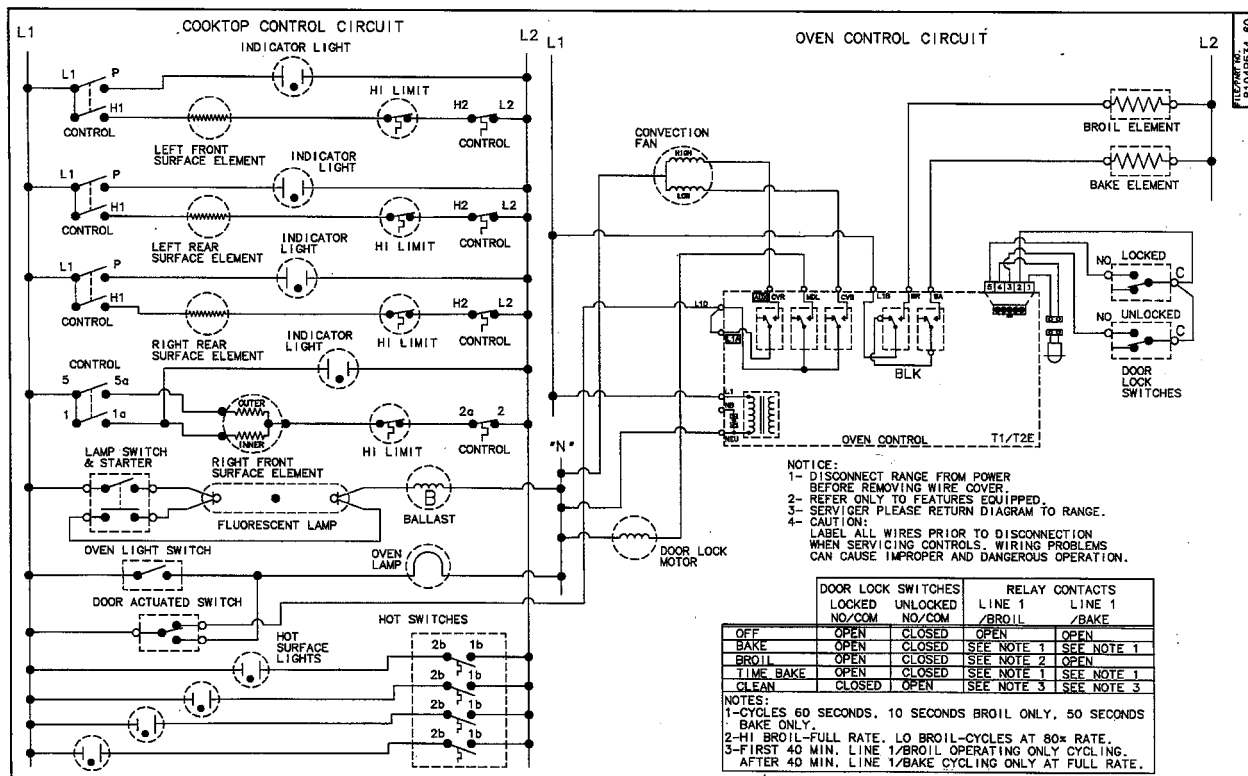 COOKTOP CONTROL CIRCUIT
L1
L2
INDICATOR LIGHT
L1
P
H1
CONTROL
LEFT FRONT
SURFACE ELEMENT
HI LIMIT
H2
L2
CONTROL
INDICATOR
LIGHT
L1
P
H1
CONTROL
LEFT REAR
SURFACE ELEMENT
HI LIMIT
H2
L2
CONTROL
INDICATOR
LIGHT
L1
P
H1
CONTROL
RIGHT REAR
SURFACE ELEMENT
HI LIMIT
H2
L2
CONTROL
INDICATOR
LIGHT
CONTROL
5
5a
1
1a
OUTER
INNER
RIGHT FRONT
SURFACE ELEMENT
HI LIMIT
2a
2
CONTROL
LAMP SWITCH
& STARTER
FLUORESCENT LAMP
B
BALLAST
OVEN LIGHT SWITCH
OVEN
LAMP
DOOR ACTUATED SWITCH
HOT
SURFACE
LIGHTS
HOT SWITCHES
2b
1b
2b
1b
2b
1b
2b
1b
OVEN CONTROL CIRCUIT
L1
L2
BROIL ELEMENT
BAKE ELEMENT
CONVECTION
FAN
HIGH
LOW
CVR
MDL
CVS
L1B
BR
BA
L1D
L1A
5 4 3 2 1
NO
LOCKED
C
NO
UNLOCKED
C
DOOR
LOCK
SWITCHES
BLK
L1
NEU
OVEN CONTROL
T1/T2E
"N"
DOOR LOCK
MOTOR
NOTICE:
1- DISCONNECT RANGE FROM POWER
BEFORE REMOVING WIRE COVER.
2- REFER ONLY TO FEATURES EQUIPPED.
3- SERVIGER PLEASE RETURN DIAGRAM TO RANGE.
4- CAUTION:
LABEL ALL WIRES PRIOR TO DISCONNECTION
WHEN SERVICING CONTROLS. WIRING PROBLEMS
CAN CAUSE IMPROPER AND DANGEROUS OPERATION.
DOOR LOCK SWITCHES RELAY CONTACTS
LOCKED UNLOCKED LINE 1 LINE 1
NO/COM NO/COM /BROIL /BAKE
OFF OPEN CLOSED OPEN OPEN
BAKE OPEN CLOSED SEE NOTE 1 SEE NOTE 1
BROIL OPEN CLOSED SEE NOTE 2 OPEN
TIME BAKE OPEN CLOSED SEE NOTE 1 SEE NOTE 1
CLEAN CLOSED OPEN SEE NOTE 3 SEE NOTE 3
NOTES:
1-CYCLES 60 SECONDS. 10 SECONDS BROIL ONLY, 50 SECONDS
BAKE ONLY.
2-HI BROIL-FULL RATE. LO BROIL-CYCLES AT 80% RATE.
3-FIRST 40 MIN. LINE 1/BROIL OPERATING ONLY CYCLING.
AFTER 40 MIN. LINE 1/BAKE CYCLING ONLY AT FULL RATE.